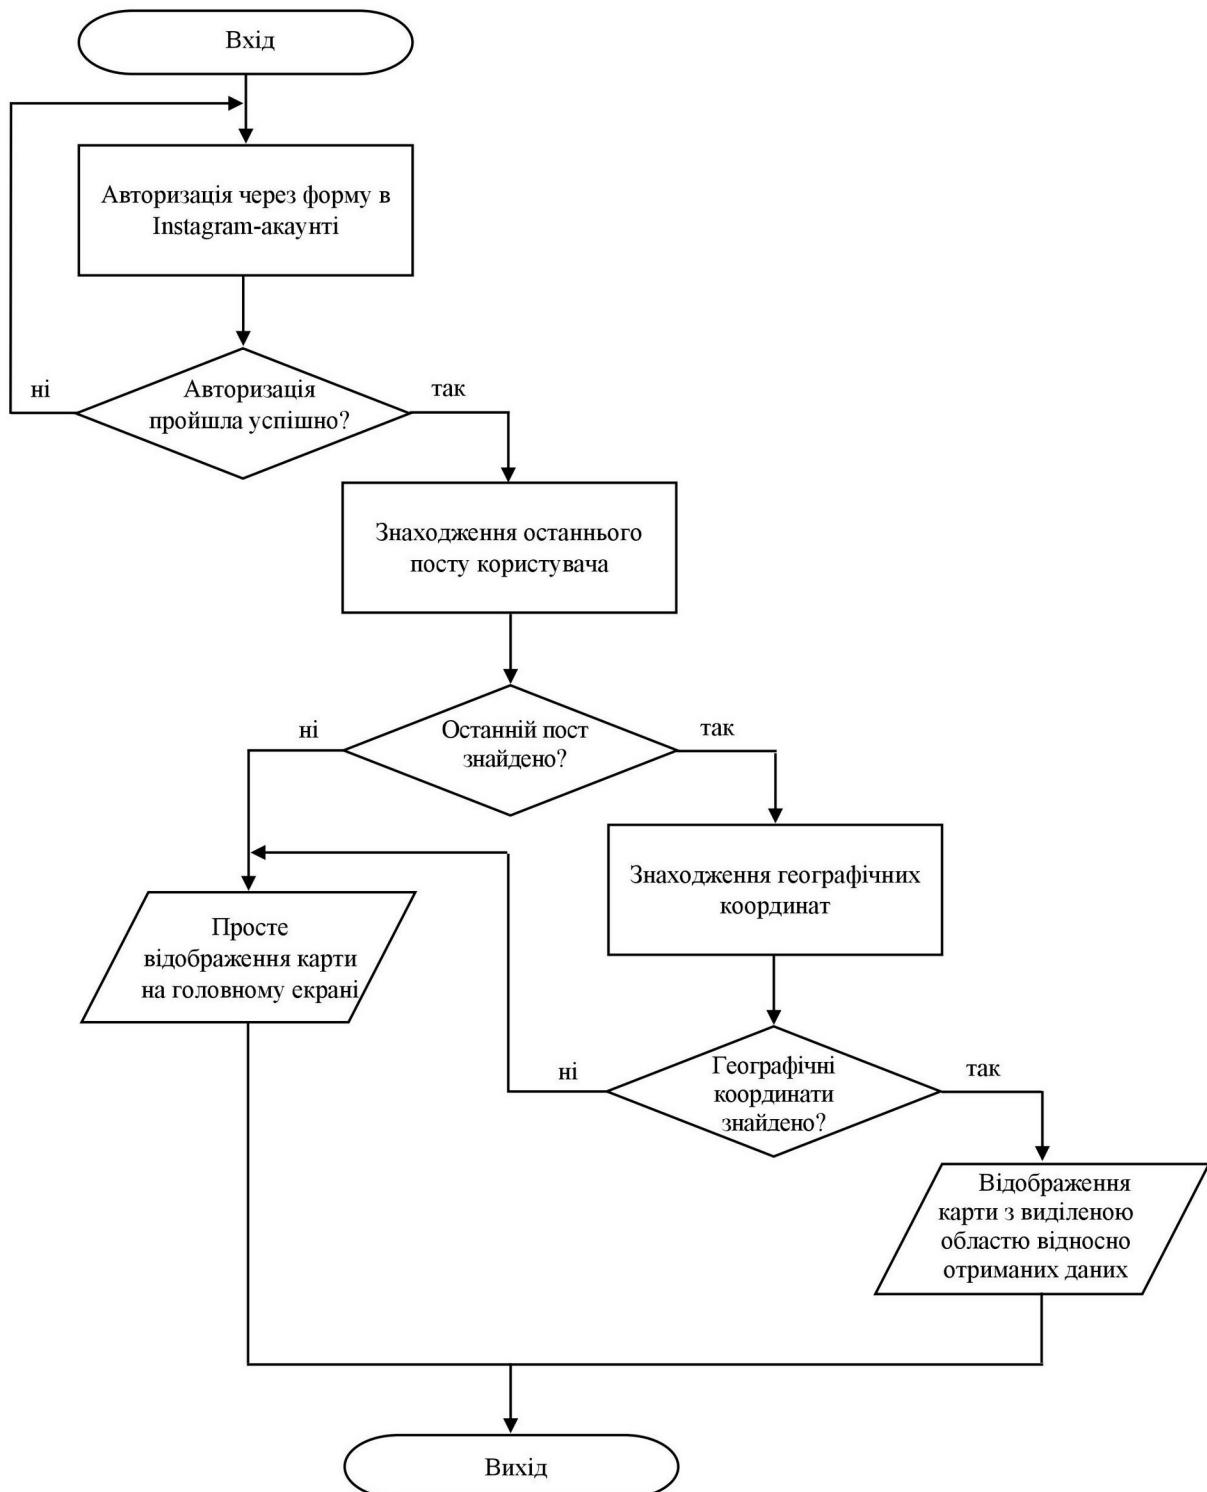 Вхід
Авторизація через форму в
Instagram-акаунті
ні
Авторизація
пройшла успішно?
так
Знаходження останнього
посту користувача
ні
Останній пост
знайдено?
так
Знаходження географічних
координат
Просте
відображення карти
на головному екрані
ні
Географічні
координати
знайдено?
так
Відображення
карти з виділеною
областю відносно
отриманих даних
Вихід